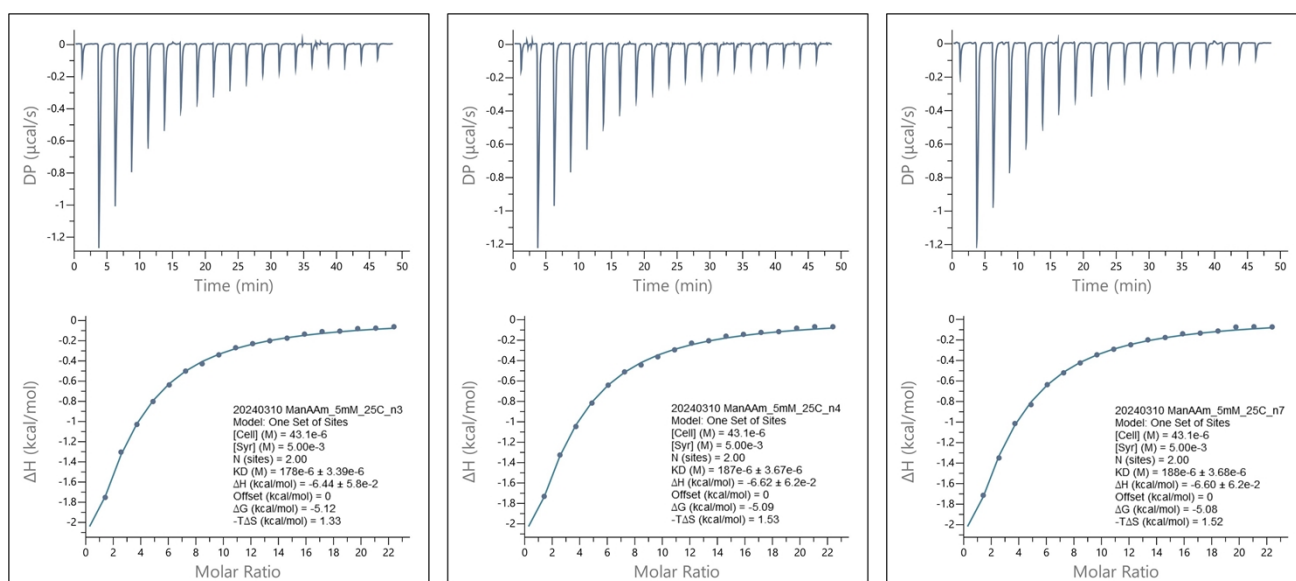 0
-0.2
-0.4
-0.6
-0.8
-1
-1.2
DP (µcal/s)
0 5 10 15 20 25 30 35 40 45 50
Time (min)
0
-0.2
-0.4
-0.6
-0.8
-1
-1.2
-1.4
-1.6
-1.8
-2
ΔH (kcal/mol)
20240310 ManAAm_5mM_25C_n3
Model: One Set of Sites
[Cell] (M) = 43.1e-6
[Syr] (M) = 5.00e-3
N (sites) = 2.00
KD (M) = 178e-6 ± 3.39e-6
ΔH (kcal/mol) = -6.44 ± 5.8e-2
Offset (kcal/mol) = 0
ΔG (kcal/mol) = -5.12
-TΔS (kcal/mol) = 1.33
0 2 4 6 8 10 12 14 16 18 20 22
Molar Ratio
0
-0.2
-0.4
-0.6
-0.8
-1
-1.2
DP (µcal/s)
0 5 10 15 20 25 30 35 40 45 50
Time (min)
0
-0.2
-0.4
-0.6
-0.8
-1
-1.2
-1.4
-1.6
-1.8
-2
ΔH (kcal/mol)
20240310 ManAAm_5mM_25C_n4
Model: One Set of Sites
[Cell] (M) = 43.1e-6
[Syr] (M) = 5.00e-3
N (sites) = 2.00
KD (M) = 187e-6 ± 3.67e-6
ΔH (kcal/mol) = -6.62 ± 6.2e-2
Offset (kcal/mol) = 0
ΔG (kcal/mol) = -5.09
-TΔS (kcal/mol) = 1.53
0 2 4 6 8 10 12 14 16 18 20 22
Molar Ratio
0
-0.2
-0.4
-0.6
-0.8
-1
-1.2
DP (µcal/s)
0 5 10 15 20 25 30 35 40 45 50
Time (min)
0
-0.2
-0.4
-0.6
-0.8
-1
-1.2
-1.4
-1.6
-1.8
-2
ΔH (kcal/mol)
20240310 ManAAm_5mM_25C_n7
Model: One Set of Sites
[Cell] (M) = 43.1e-6
[Syr] (M) = 5.00e-3
N (sites) = 2.00
KD (M) = 188e-6 ± 3.68e-6
ΔH (kcal/mol) = -6.60 ± 6.2e-2
Offset (kcal/mol) = 0
ΔG (kcal/mol) = -5.08
-TΔS (kcal/mol) = 1.52
0 2 4 6 8 10 12 14 16 18 20 22
Molar Ratio